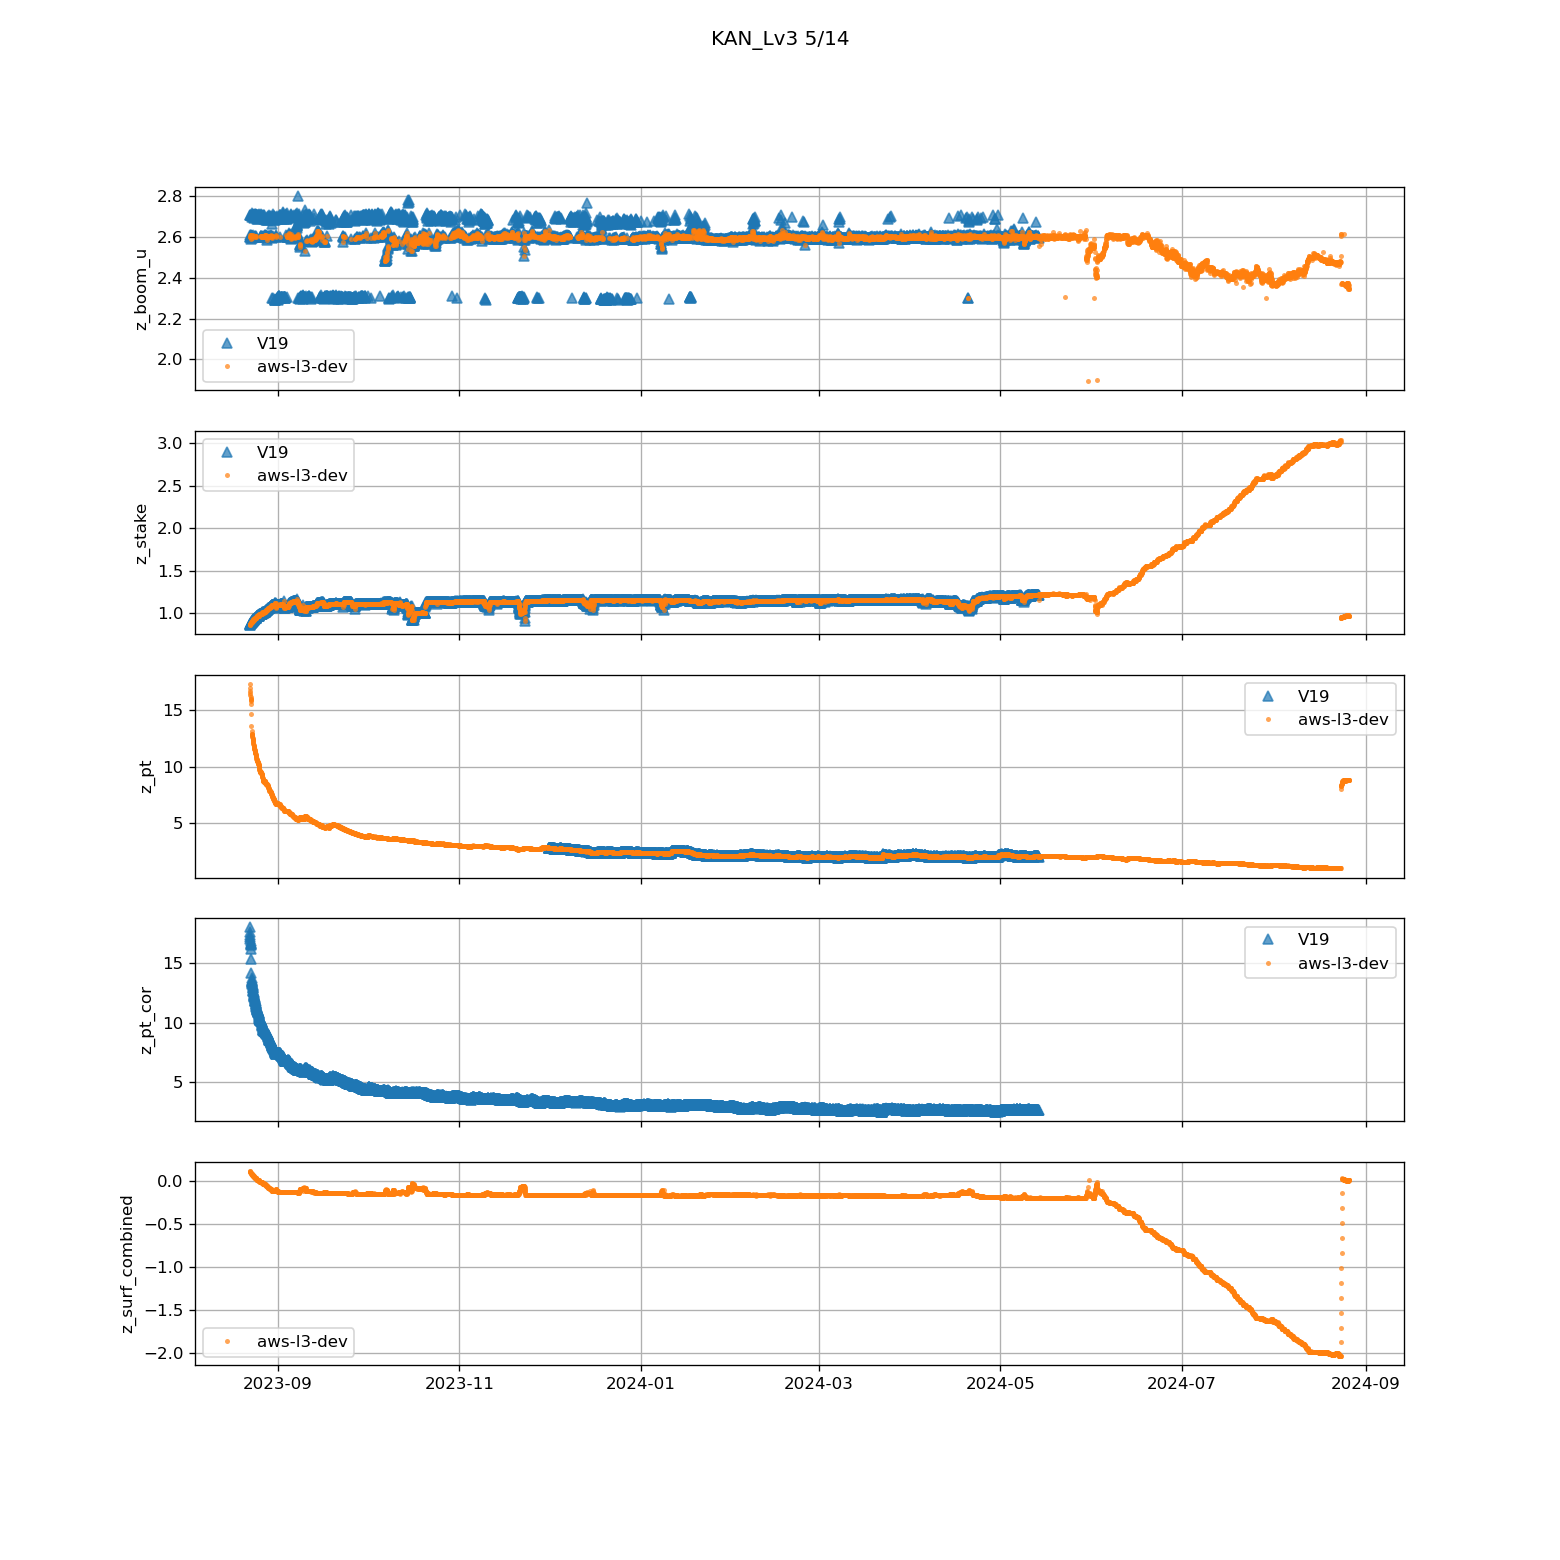 KAN_Lv3 5/14
2.8
2.6
2.4
2.2
2.0
z_boom_u
V19
aws-l3-dev
3.0
2.5
2.0
1.5
1.0
z_stake
V19
aws-l3-dev
15
10
5
z_pt
V19
aws-l3-dev
15
10
5
z_pt_cor
V19
aws-l3-dev
0.0
−0.5
−1.0
−1.5
−2.0
z_surf_combined
aws-l3-dev
2023-09 2023-11 2024-01 2024-03 2024-05 2024-07 2024-09